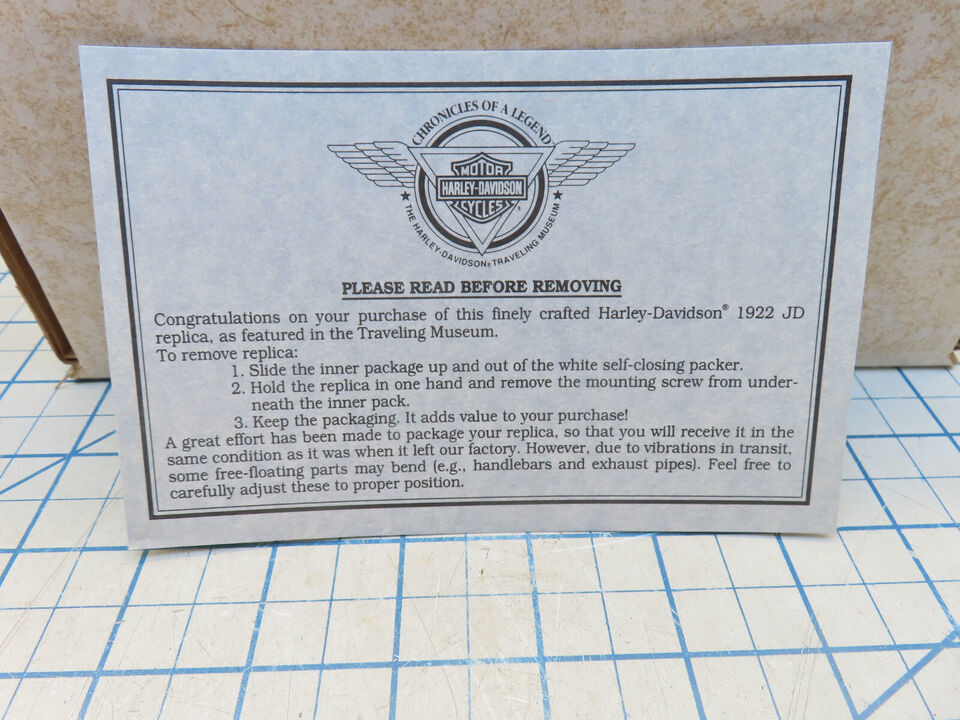 CHRONICLES OF A LEGEND
MOTOR
HARLEY-DAVIDSON
CYCLES
®
★ THE HARLEY-DAVIDSON® TRAVELING MUSEUM ★
PLEASE READ BEFORE REMOVING
Congratulations on your purchase of this finely crafted Harley-Davidson® 1922 JD
replica, as featured in the Traveling Museum.
To remove replica:
1. Slide the inner package up and out of the white self-closing packer.
2. Hold the replica in one hand and remove the mounting screw from under-
neath the inner pack.
3. Keep the packaging. It adds value to your purchase!
A great effort has been made to package your replica, so that you will receive it in the
same condition as it was when it left our factory. However, due to vibrations in transit,
some free-floating parts may bend (e.g., handlebars and exhaust pipes). Feel free to
carefully adjust these to proper position.